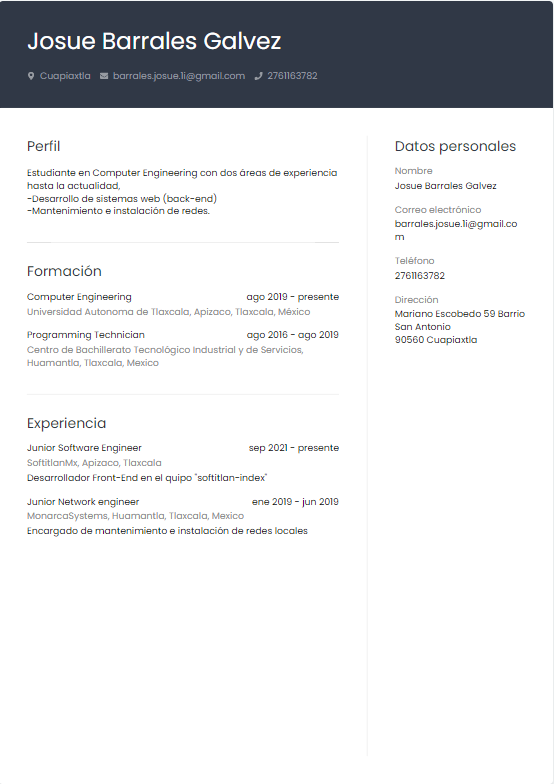 Josue Barrales Galvez
Cuapiaxtla barrales.josue.1i@gmail.com 2761163782
Perfil
Estudiante en Computer Engineering con dos áreas de experiencia
hasta la actualidad,
-Desarrollo de sistemas web (back-end)
-Mantenimiento e instalación de redes.
Formación
Computer Engineering ago 2019 - presente
Universidad Autonoma de Tlaxcala, Apizaco, Tlaxcala, México
Programming Technician ago 2016 - ago 2019
Centro de Bachillerato Tecnológico Industrial y de Servicios,
Huamantla, Tlaxcala, Mexico
Experiencia
Junior Software Engineer sep 2021 - presente
SoftitlanMx, Apizaco, Tlaxcala
Desarrollador Front-End en el quipo "softitlan-index"
Junior Network engineer ene 2019 - jun 2019
MonarcaSystems, Huamantla, Tlaxcala, Mexico
Encargado de mantenimiento e instalación de redes locales
Datos personales
Nombre
Josue Barrales Galvez
Correo electrónico
barrales.josue.1i@gmail.co
m
Teléfono
2761163782
Dirección
Mariano Escobedo 59 Barrio
San Antonio
90560 Cuapiaxtla